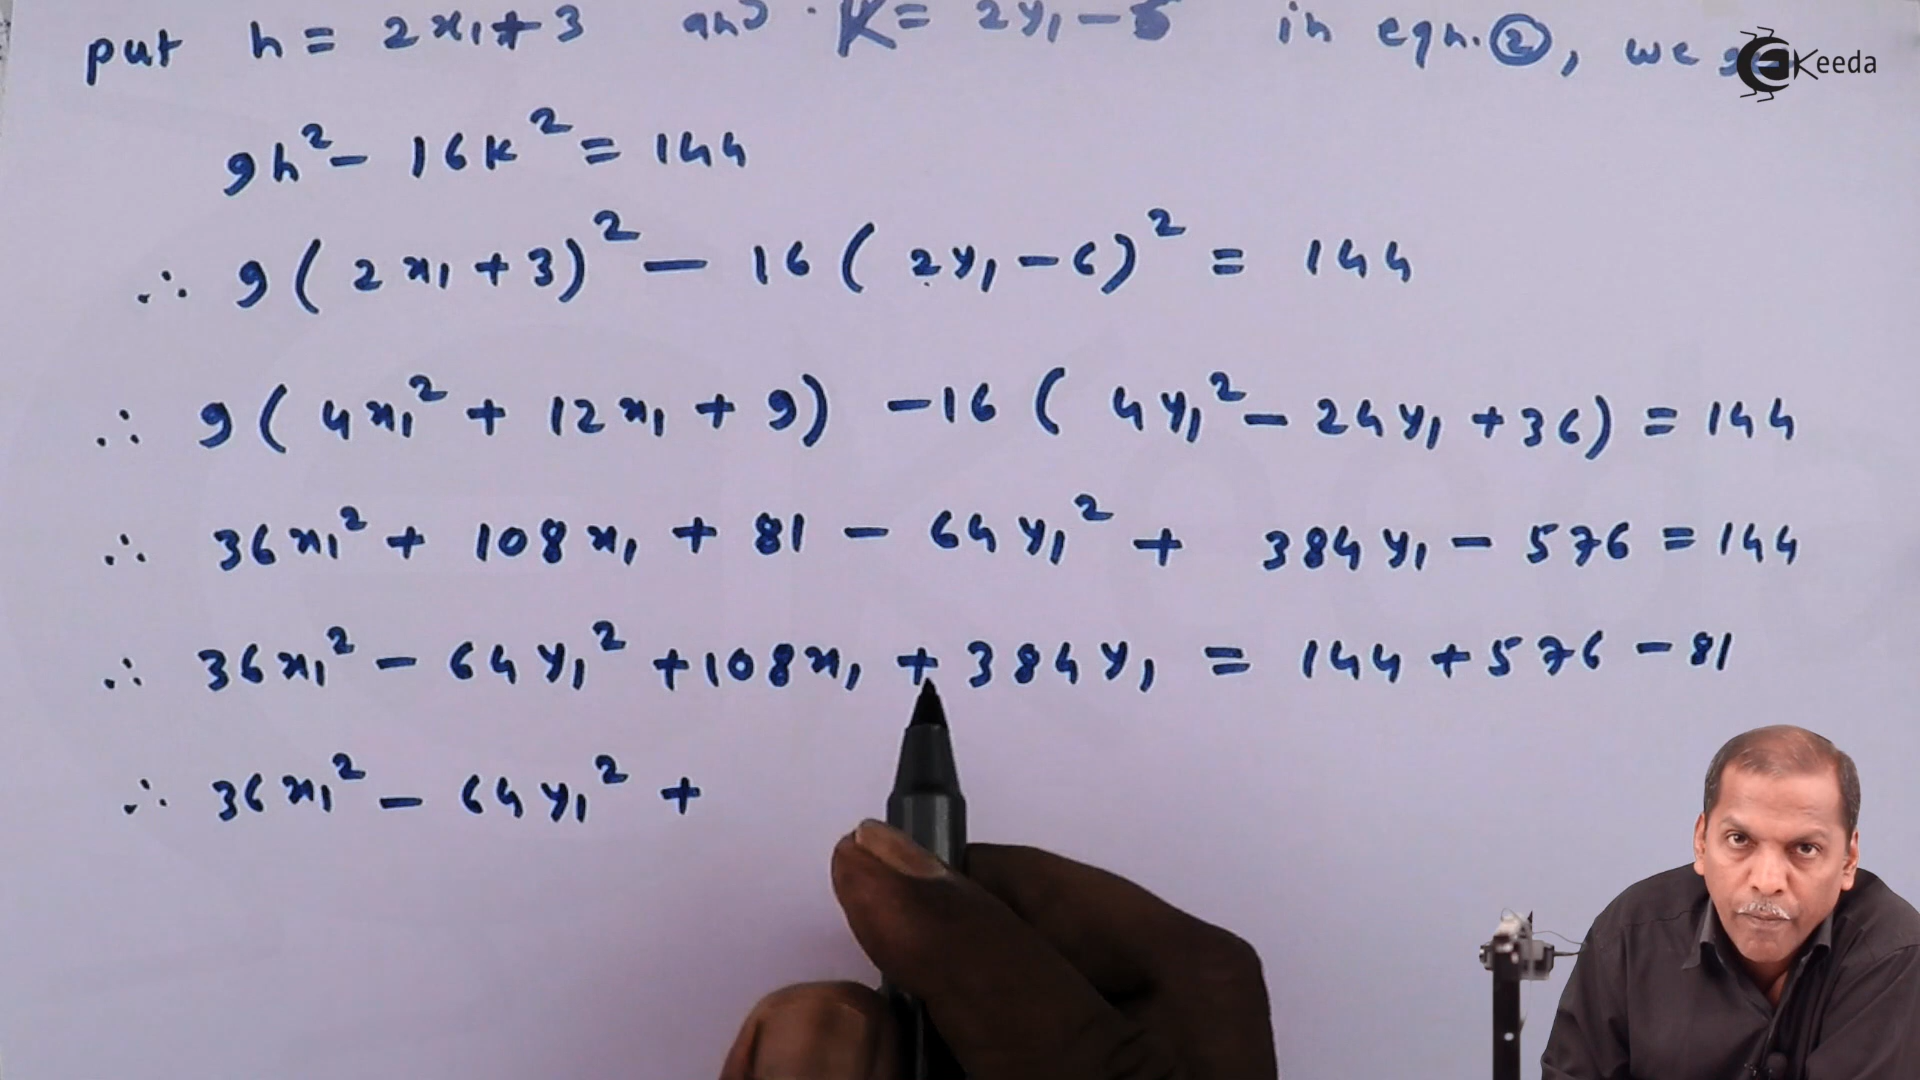 put h = 2x₁ + 3 and K = 2y₁ - 6 in eqn. ②, we
eKeeda
9h² - 16k² = 144
∴ 9(2x₁ + 3)² - 16(2y₁ - 6)² = 144
∴ 9(4x₁² + 12x₁ + 9) - 16(4y₁² - 24y₁ + 36) = 144
∴ 36x₁² + 108x₁ + 81 - 64y₁² + 384y₁ - 576 = 144
∴ 36x₁² - 64y₁² + 108x₁ + 384y₁ = 144 + 576 - 81
∴ 36x₁² - 64y₁² +